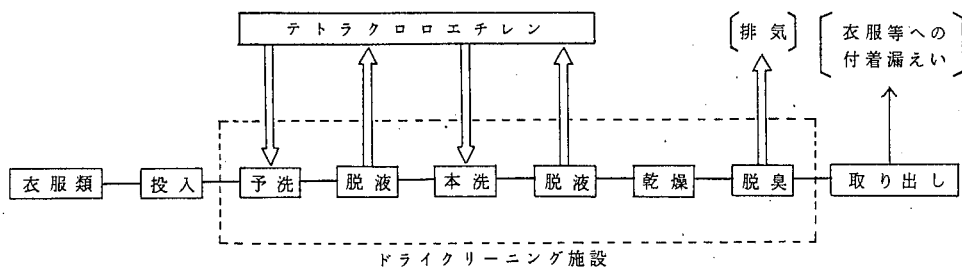 テトラクロロエチレン
排気
衣服等への
付着漏えい
衣服類
投入
予洗
脱液
本洗
脱液
乾燥
脱臭
取り出し
ドライクリーニング施設